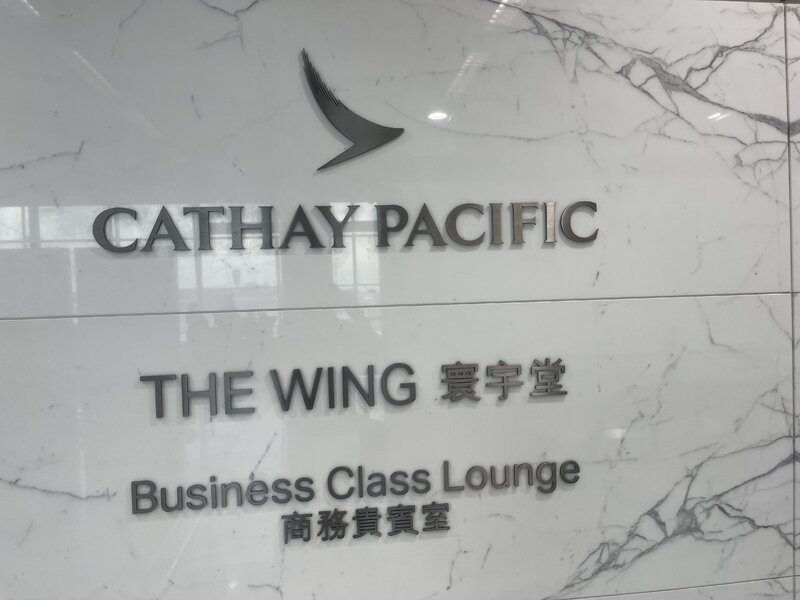 CATHAY PACIFIC
THE WING 寰宇堂
Business Class Lounge
商務貴賓室